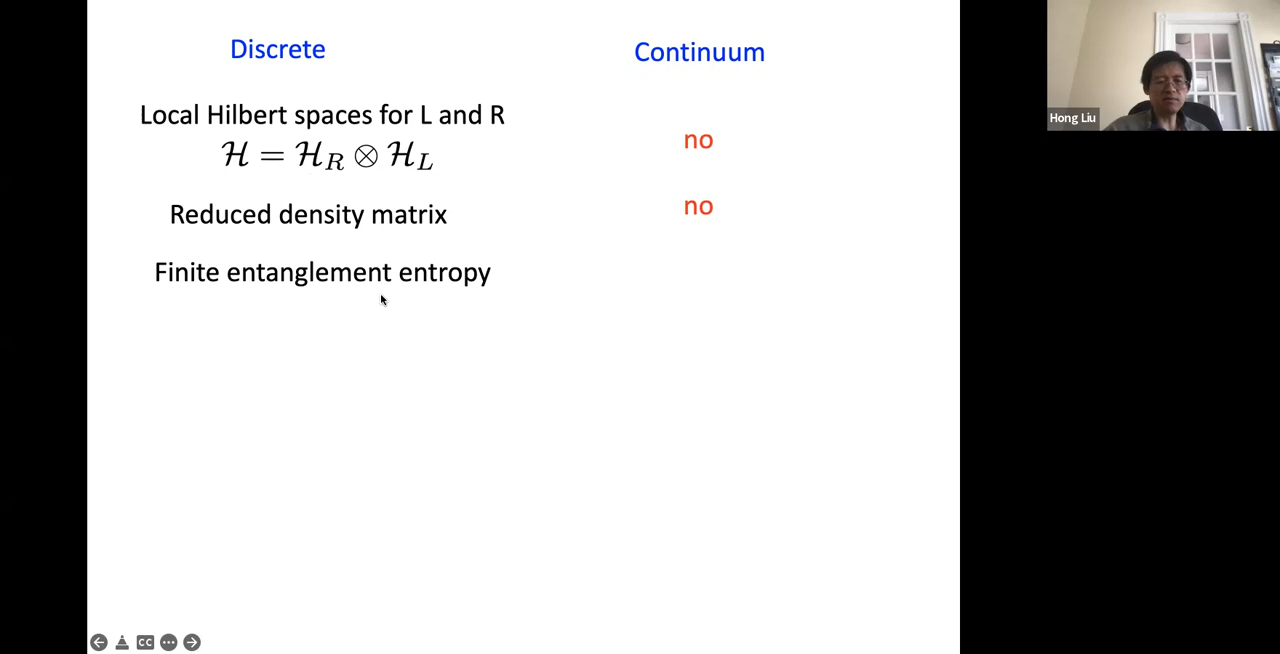 Discrete
Continuum
Local Hilbert spaces for L and R
ℋ = ℋ_R ⊗ ℋ_L
no
Reduced density matrix
no
Finite entanglement entropy
Hong Liu
CC